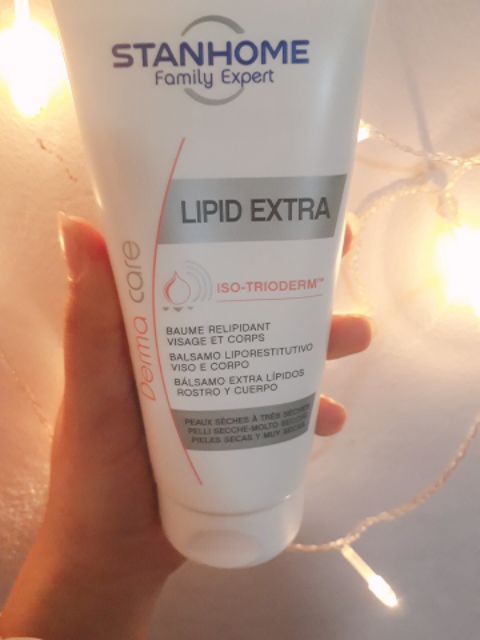 STANHOME
Family Expert
LIPID EXTRA
Derma care
ISO-TRIODERM™
BAUME RELIPIDANT
VISAGE ET CORPS
BALSAMO LIPORESTITUTIVO
VISO E CORPO
BÁLSAMO EXTRA LÍPIDOS
ROSTRO Y CUERPO
PEAUX SÈCHES À TRÈS SÈCHES
PELLI SECCHE-MOLTO SECCHE
PIELES SECAS Y MUY SECAS